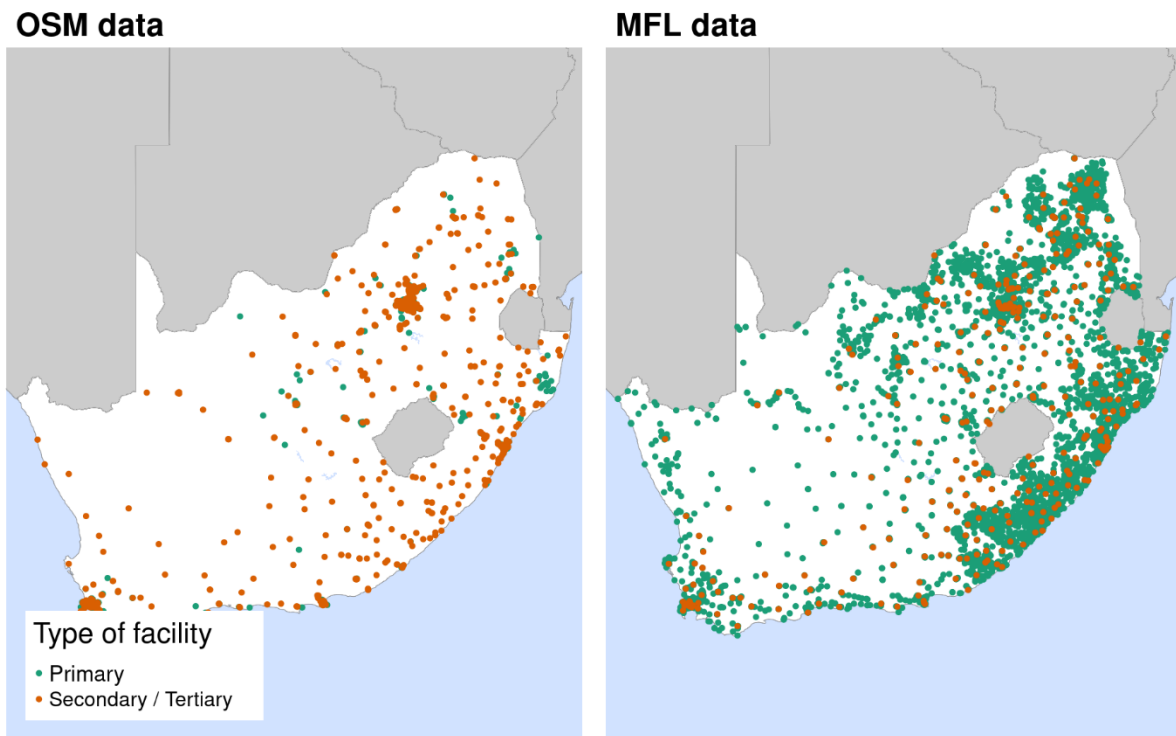 OSM data
MFL data
Type of facility
Primary
Secondary / Tertiary